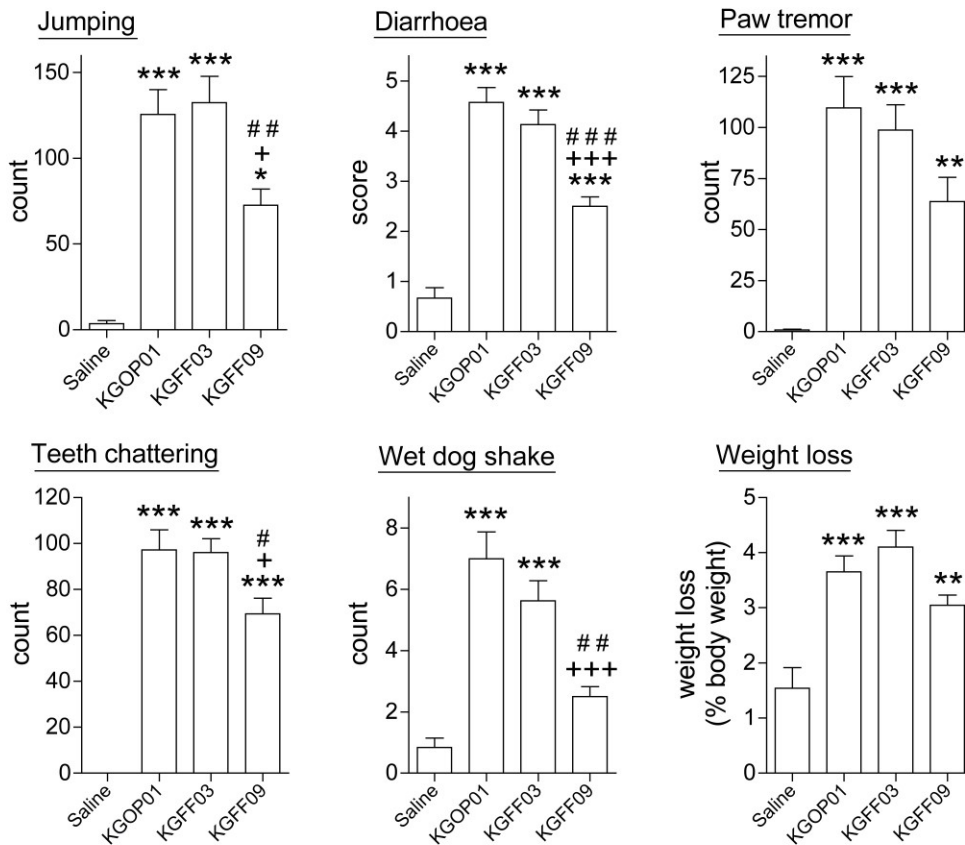 Jumping
150
100
50
0
count
***
***
##
+
*
Saline
KGOP01
KGFF03
KGFF09
Diarrhoea
5
4
3
2
1
0
score
***
***
###
+++
***
Saline
KGOP01
KGFF03
KGFF09
Paw tremor
125
100
75
50
25
0
count
***
***
**
Saline
KGOP01
KGFF03
KGFF09
Teeth chattering
120
100
80
60
40
20
0
count
***
***
#
+
***
Saline
KGOP01
KGFF03
KGFF09
Wet dog shake
8
6
4
2
0
count
***
***
##
+++
Saline
KGOP01
KGFF03
KGFF09
Weight loss
5
4
3
2
1
0
weight loss
(% body weight)
***
***
**
Saline
KGOP01
KGFF03
KGFF09